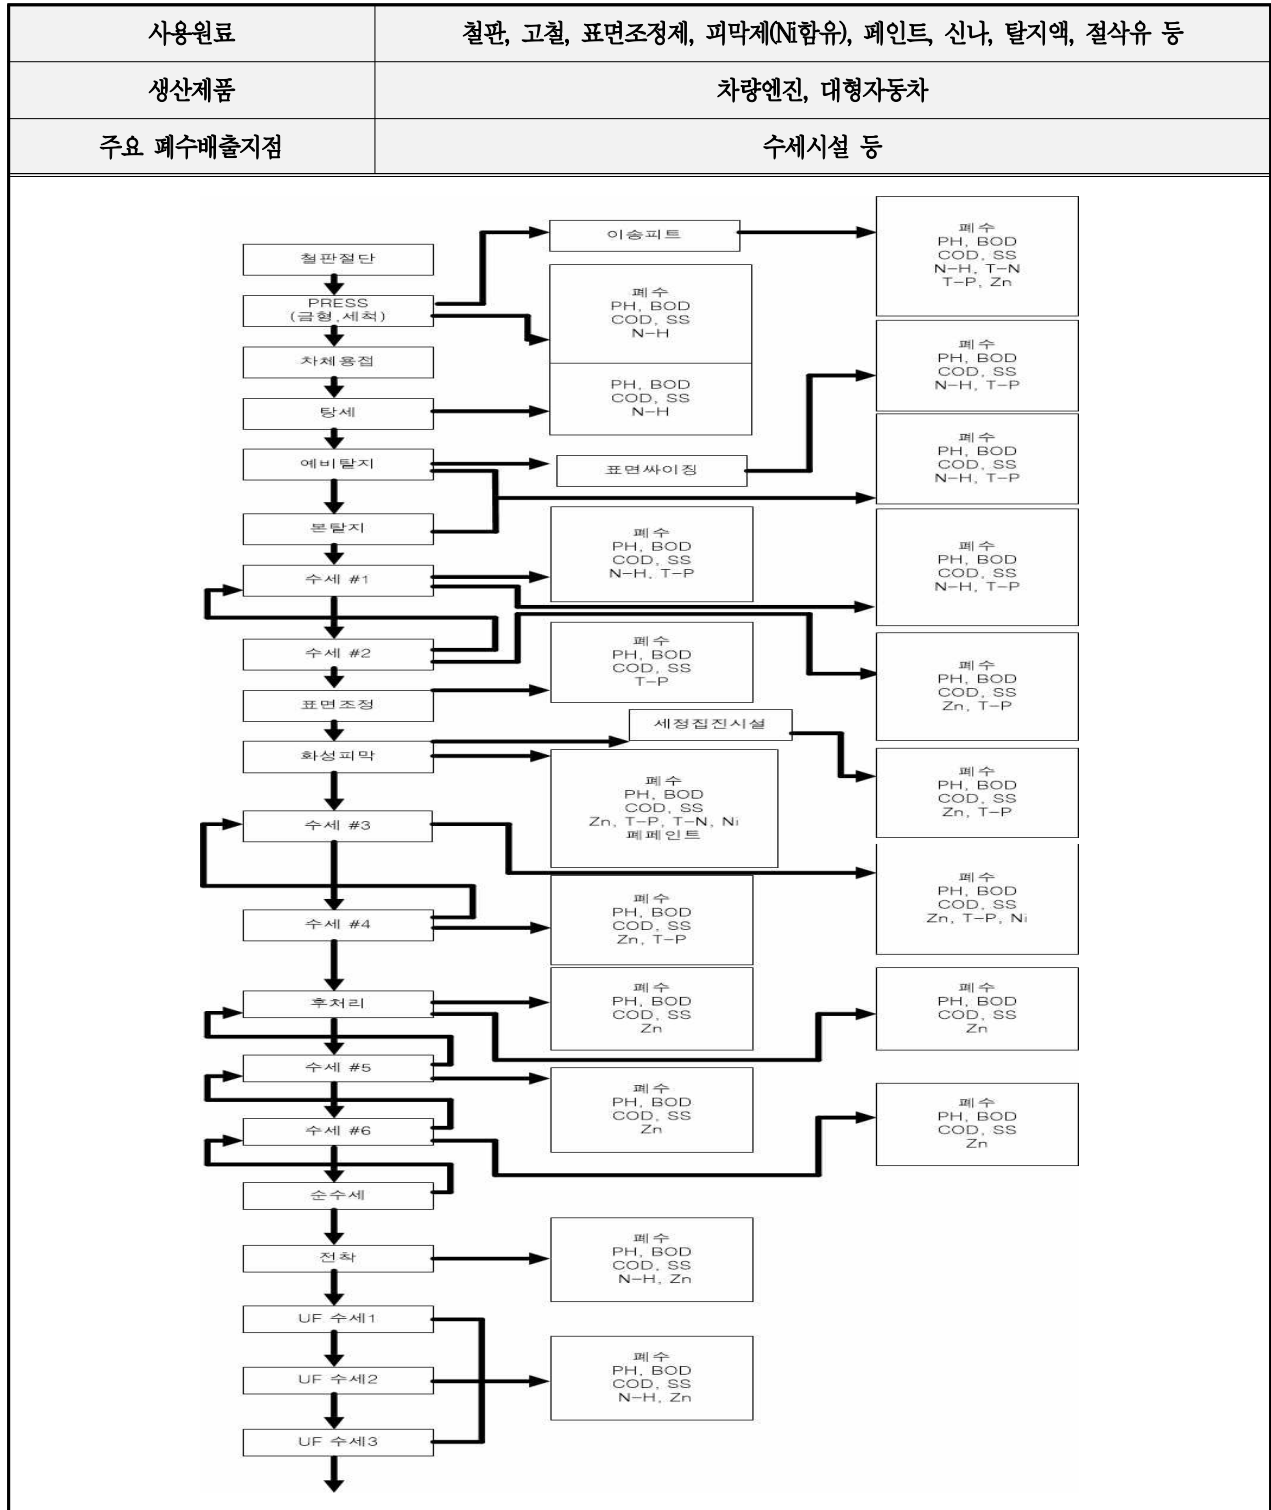 사용원료 철판, 고철, 표면조정제, 피막제(Ni함유), 페인트, 신나, 탈지액, 절삭유 등
생산제품 차량엔진, 대형자동차
주요 폐수배출지점 수세시설 등
철판절단
PRESS
(금형,세척)
차체용접
탕세
예비탈지
본탈지
수세 #1
수세 #2
표면조정
화성피막
수세 #3
수세 #4
후처리
수세 #5
수세 #6
순수세
전착
UF 수세1
UF 수세2
UF 수세3
이송피트
폐수
PH, BOD
COD, SS
N-H
PH, BOD
COD, SS
N-H
표면싸이징
폐수
PH, BOD
COD, SS
N-H, T-P
폐수
PH, BOD
COD, SS
T-P
세정집진시설
폐수
PH, BOD
COD, SS
Zn, T-P, T-N, Ni
폐페인트
폐수
PH, BOD
COD, SS
Zn, T-P
폐수
PH, BOD
COD, SS
Zn
폐수
PH, BOD
COD, SS
Zn
폐수
PH, BOD
COD, SS
N-H, Zn
폐수
PH, BOD
COD, SS
N-H, Zn
폐수
PH, BOD
COD, SS
N-H, T-N
T-P, Zn
폐수
PH, BOD
COD, SS
N-H, T-P
폐수
PH, BOD
COD, SS
N-H, T-P
폐수
PH, BOD
COD, SS
N-H, T-P
폐수
PH, BOD
COD, SS
Zn, T-P
폐수
PH, BOD
COD, SS
Zn, T-P
폐수
PH, BOD
COD, SS
Zn, T-P, Ni
폐수
PH, BOD
COD, SS
Zn
폐수
PH, BOD
COD, SS
Zn